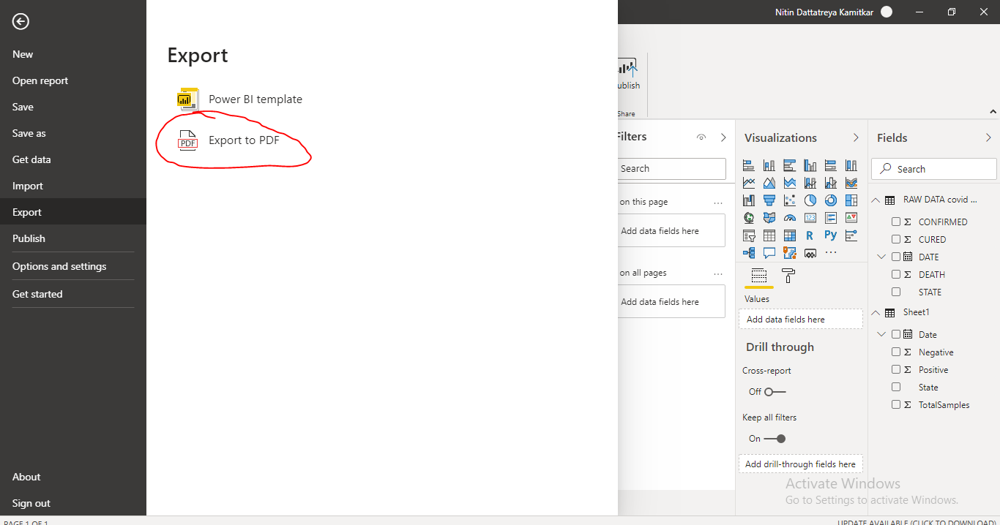 Nitin Dattatreya Kamitkar
New
Open report
Save
Save as
Get data
Import
Export
Publish
Options and settings
Get started
About
Sign out
Export
Power BI template
PDF
Export to PDF
ublish
Share
Filters
Search
on this page
...
Add data fields here
on all pages
...
Add data fields here
Visualizations
123
R
Py
...
Values
Add data fields here
Drill through
Cross-report
Off
Keep all filters
On
Add drill-through fields here
Fields
Search
RAW DATA covid ...
Σ CONFIRMED
Σ CURED
DATE
Σ DEATH
STATE
Sheet1
Date
Σ Negative
Σ Positive
State
Σ TotalSamples
Activate Windows
Go to Settings to activate Windows.
PAGE 1 OF 1
UPDATE AVAILABLE (CLICK TO DOWNLOAD)